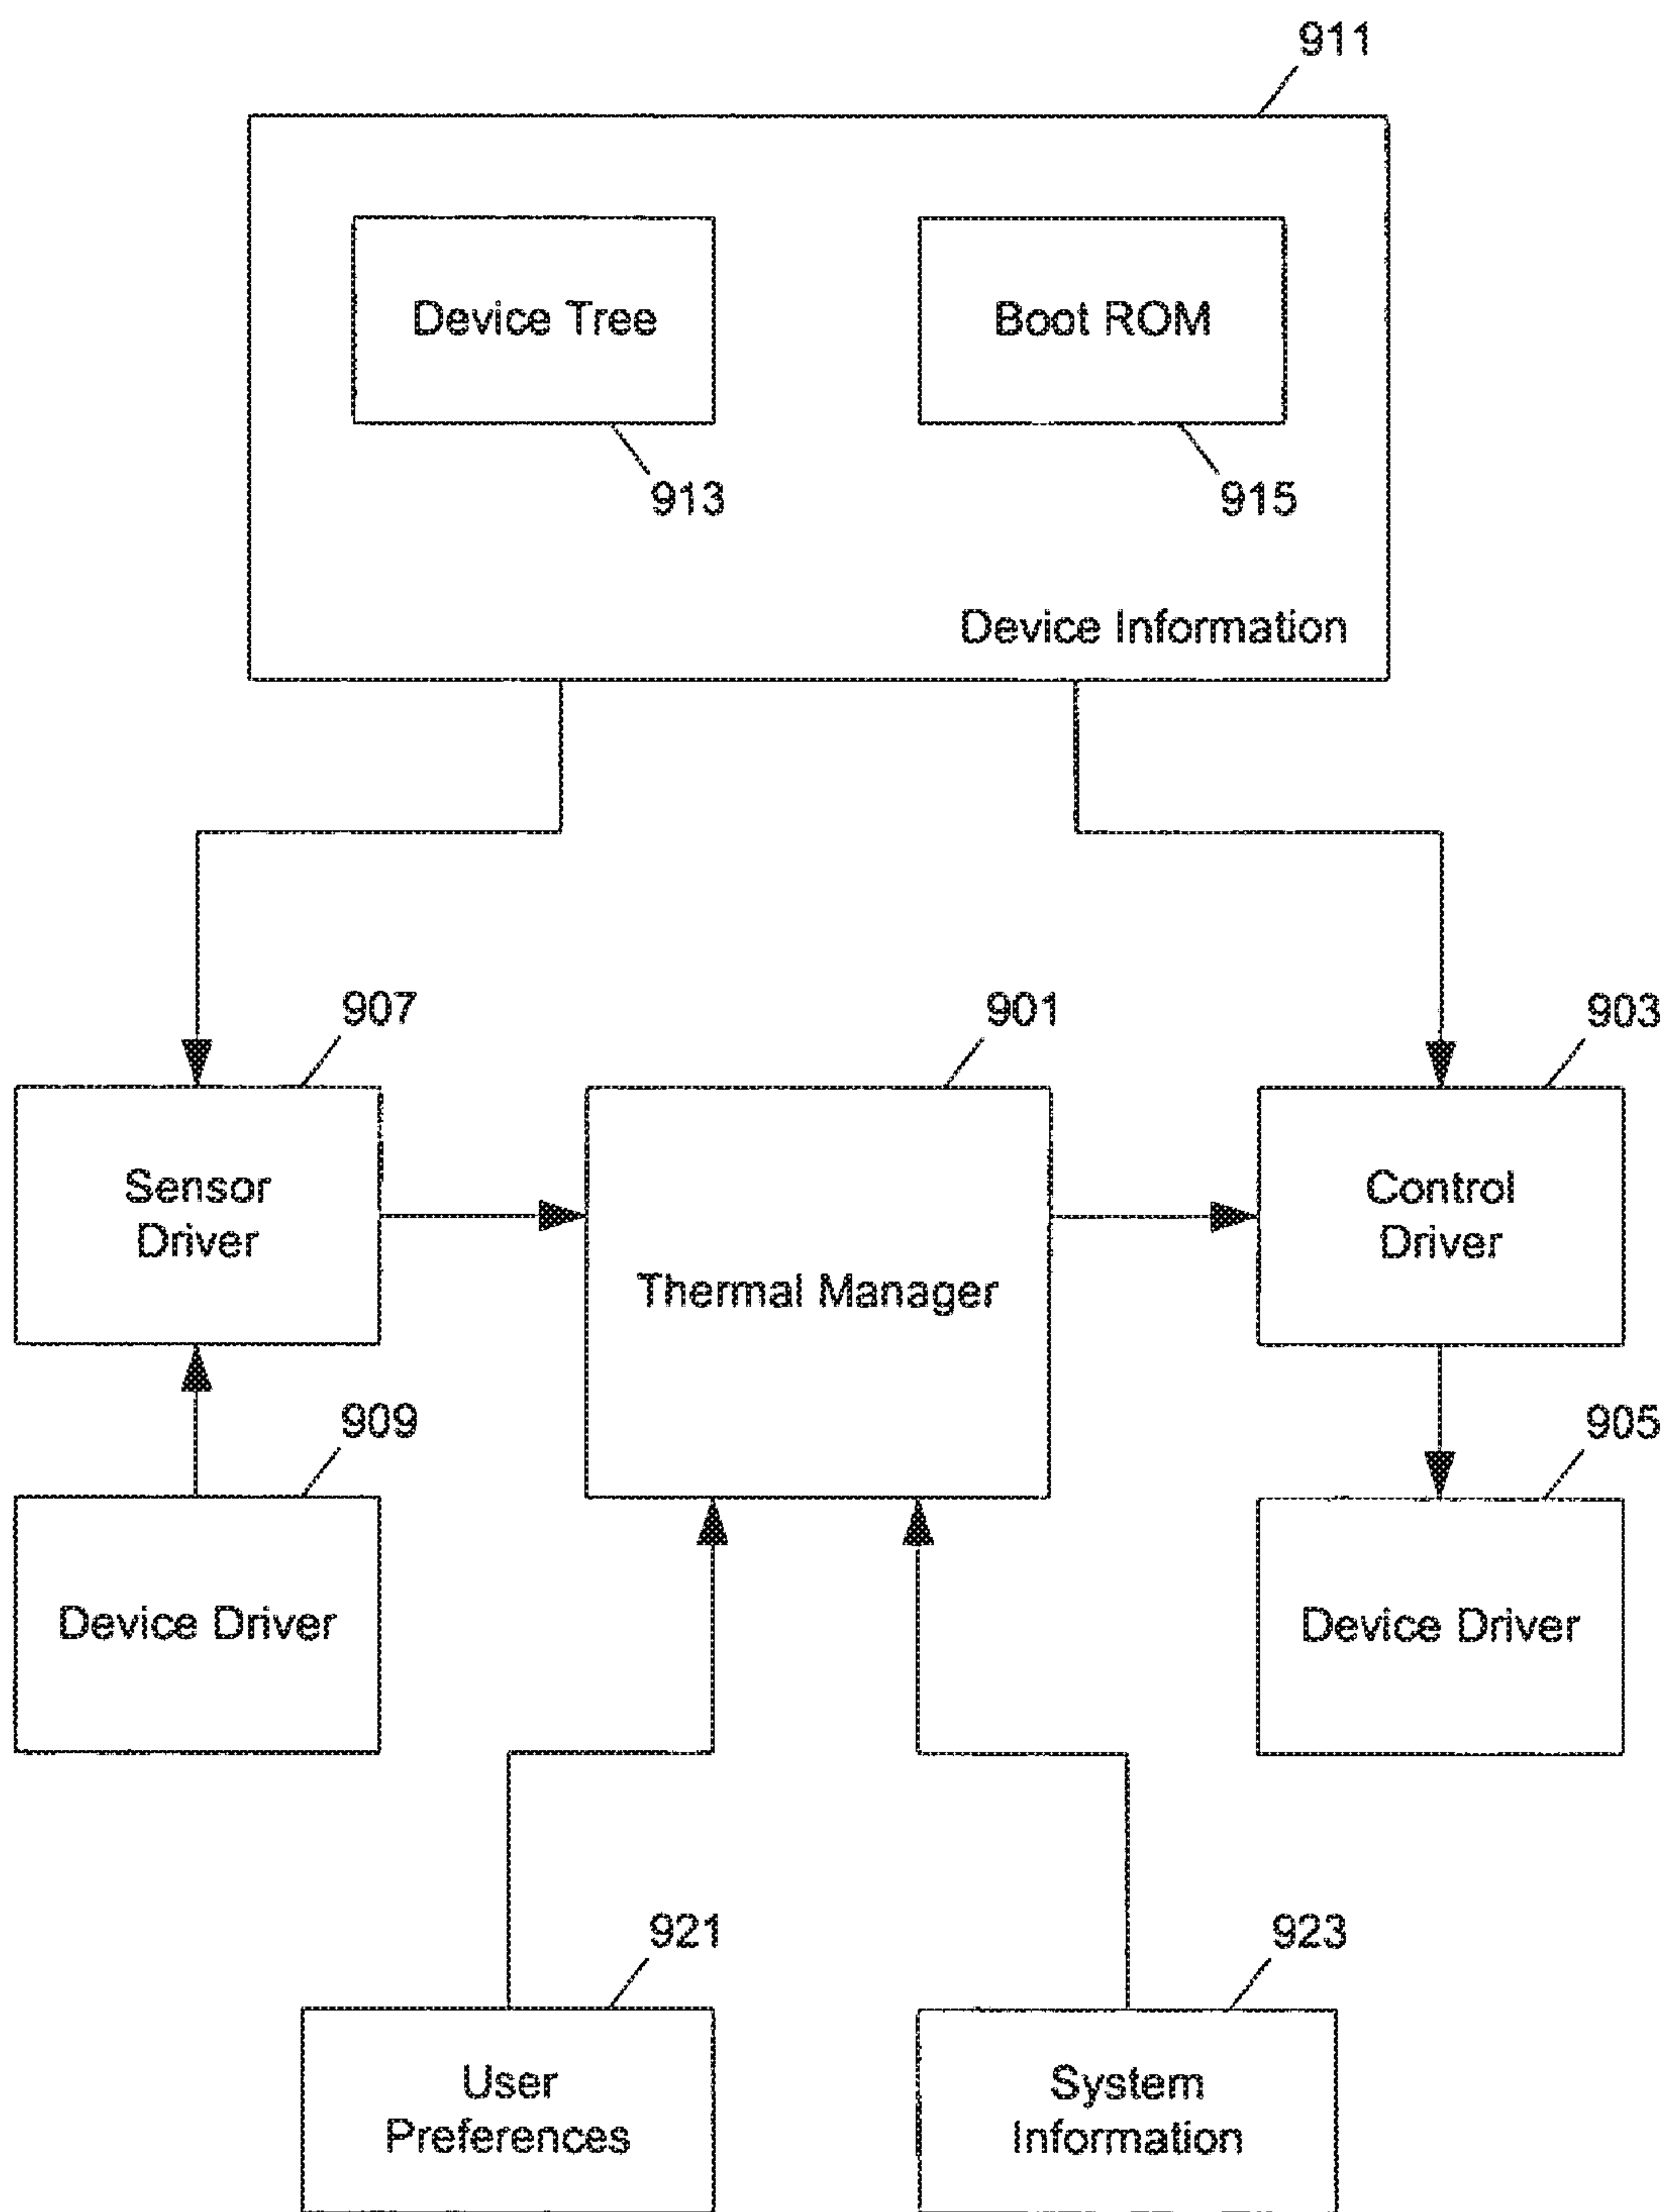 911
Device Tree
Boot ROM
913
915
Device Information
907
901
903
Sensor
Driver
Thermal Manager
Control
Driver
909
905
Device Driver
Device Driver
921
923
User
Preferences
System
Information